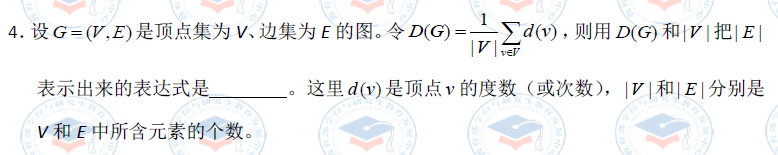 4. 设 G = (V, E) 是顶点集为 V、边集为 E 的图。令 D(G) = \frac{1}{|V|}\sum_{v∈V} d(v)，则用 D(G) 和 |V| 把 | E |
表示出来的表达式是________。这里 d(v) 是顶点 v 的度数（或次数），|V| 和 | E | 分别是
V 和 E 中所含元素的个数。